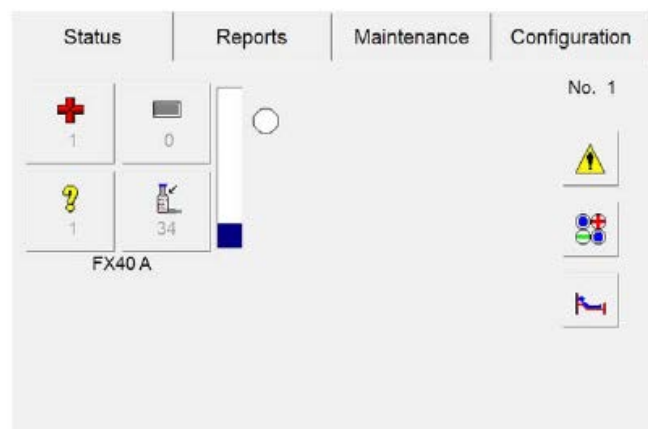 Status Reports Maintenance Configuration
No. 1
1 0
1 34
FX40 A